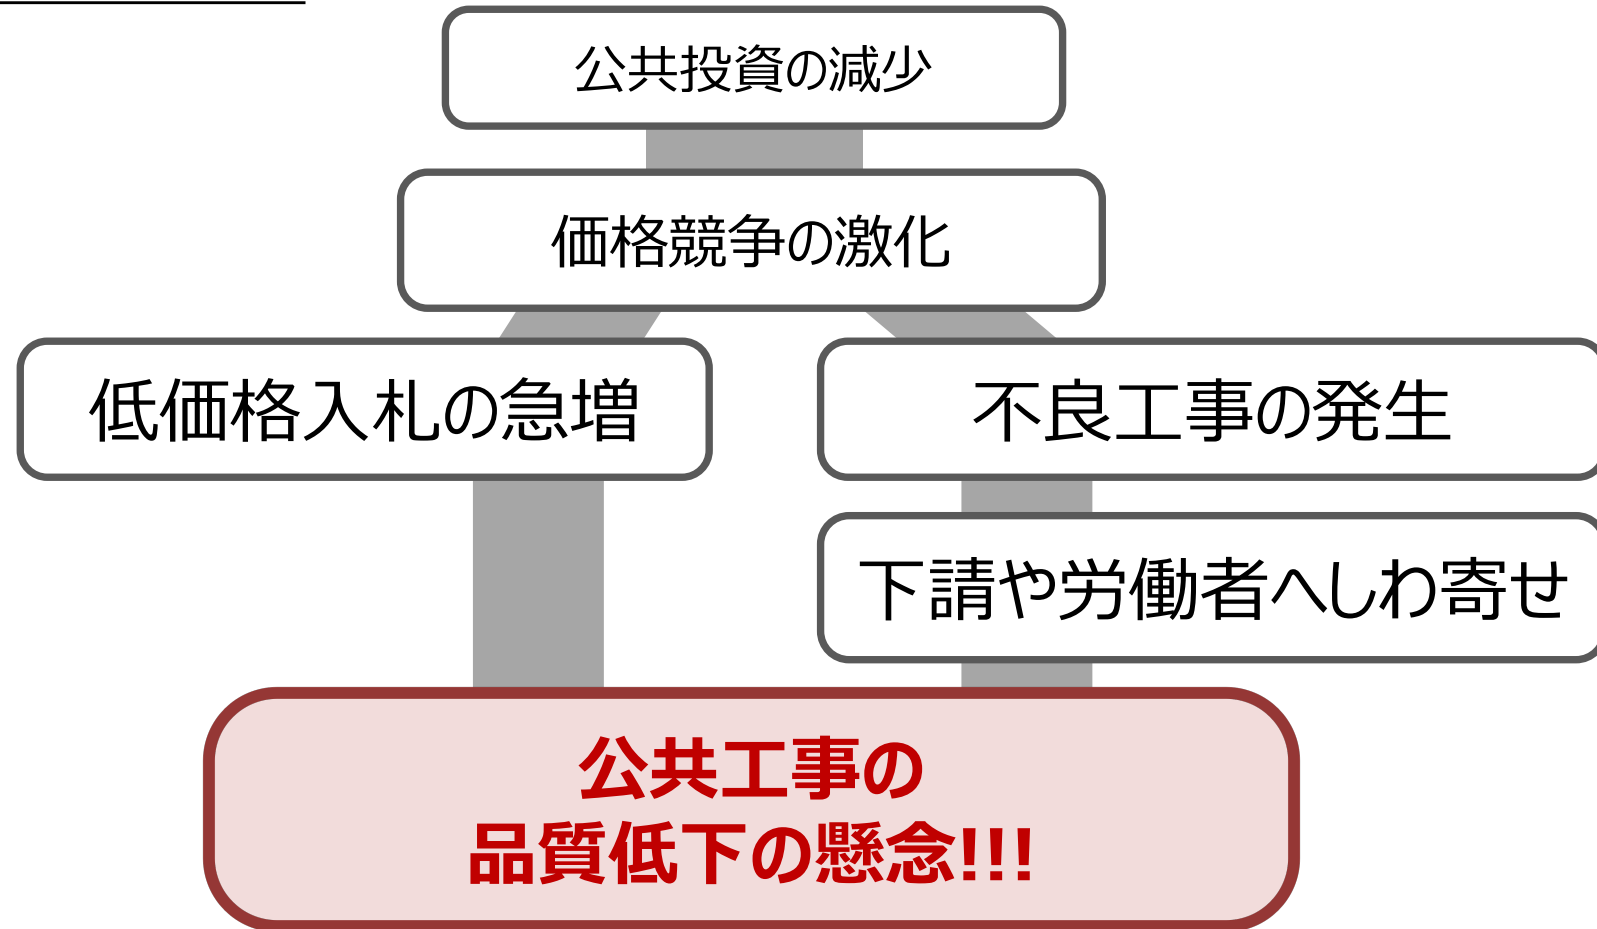 公共投資の減少
価格競争の激化
低価格入札の急増
不良工事の発生
下請や労働者へしわ寄せ
公共工事の
品質低下の懸念!!!